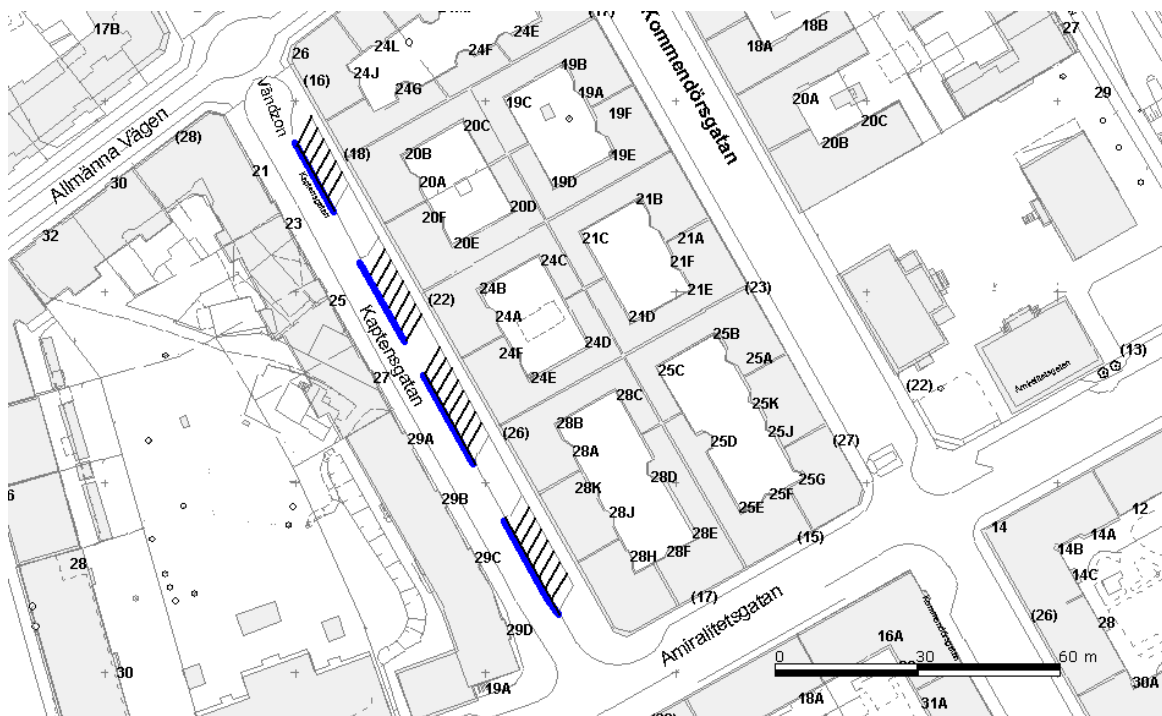 17B
24L
24F
24E
(17)
Kommendörsgatan
18B
18A
27
26
(16)
24J
24G
19B
19A
19C
19F
20A
20C
20B
29
Vändzon
Allmänna Vägen
(28)
30
32
21
(18)
20C
20B
20A
20F
20D
20E
19E
19D
Kaptensgatan
23
21B
21C
21A
21F
21E
21D
(23)
24C
24B
24A
24F
24D
24E
(22)
25
Kaptensgatan
27
25B
25A
25C
25K
25D
25J
25G
25F
25E
(27)
(15)
Amiralitetsgatan
(13)
(22)
28C
28B
28A
28K
28D
28J
28E
28F
28H
(26)
29A
29B
29C
29D
19A
28
30
(17)
Amiralitetsgatan
Kommendörsgatan
14
12
14A
14B
14C
(26)
28
30A
16A
18A
31A
0 30 60 m